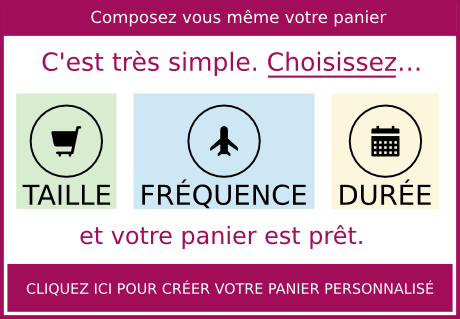 Composez vous même votre panier
C'est très simple. Choisissez...
TAILLE FRÉQUENCE DURÉE
et votre panier est prêt.
CLIQUEZ ICI POUR CRÉER VOTRE PANIER PERSONNALISÉ